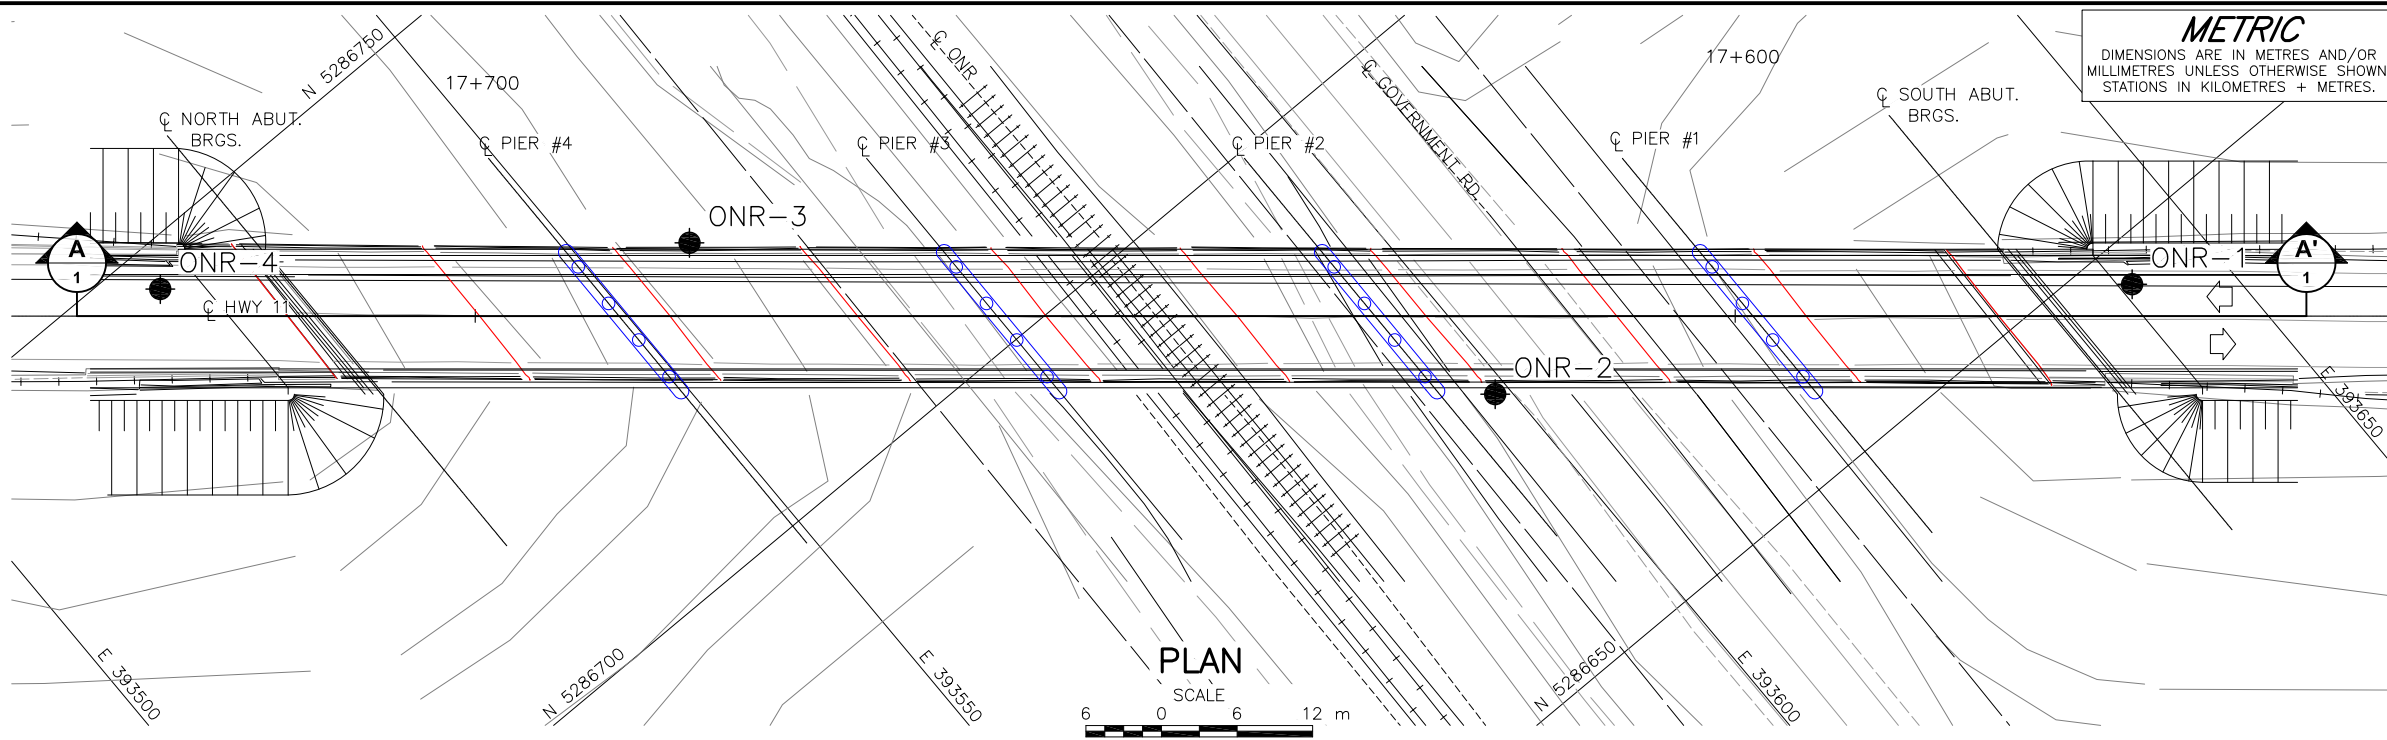 METRIC
DIMENSIONS ARE IN METRES AND/OR
MILLIMETRES UNLESS OTHERWISE SHOWN
STATIONS IN KILOMETRES + METRES.
N 5286750
17+700
℄ ONR
17+600
℄ GOVERNMENT RD.
℄ NORTH ABUT.
BRGS.
℄ PIER #4
℄ PIER #3
℄ PIER #2
℄ PIER #1
℄ SOUTH ABUT.
BRGS.
A
1
ONR-4
ONR-3
ONR-1
A'
1
℄ HWY 11
ONR-2
E 393650
E 393500
N 5286700
E 393550
N 5286650
E 393600
PLAN
SCALE
6 0 6 12 m